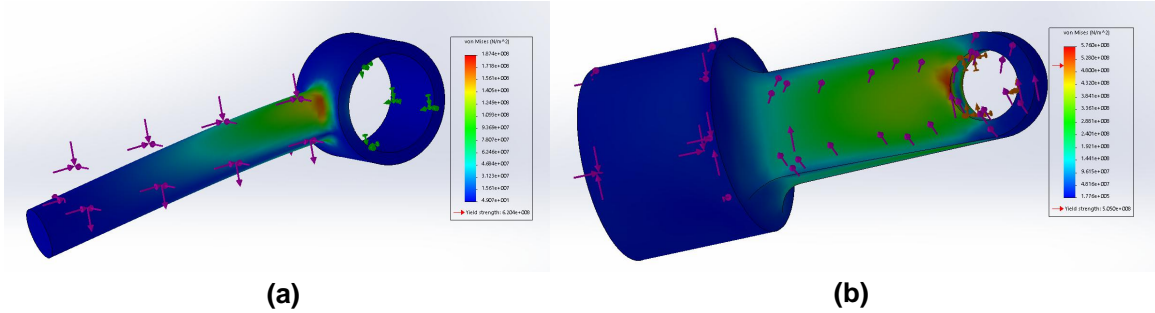 von Mises (N/m^2)
1.874e+008
1.718e+008
1.561e+008
1.405e+008
1.249e+008
1.093e+008
9.369e+007
7.808e+007
6.246e+007
4.684e+007
3.123e+007
1.561e+007
4.907e+001
Yield strength: 6.204e+008
von Mises (N/m^2)
5.760e+008
5.280e+008
4.800e+008
4.320e+008
3.841e+008
3.361e+008
2.881e+008
2.401e+008
1.921e+008
1.441e+008
9.615e+007
4.816e+007
1.776e+005
Yield strength: 5.050e+008
(a)
(b)